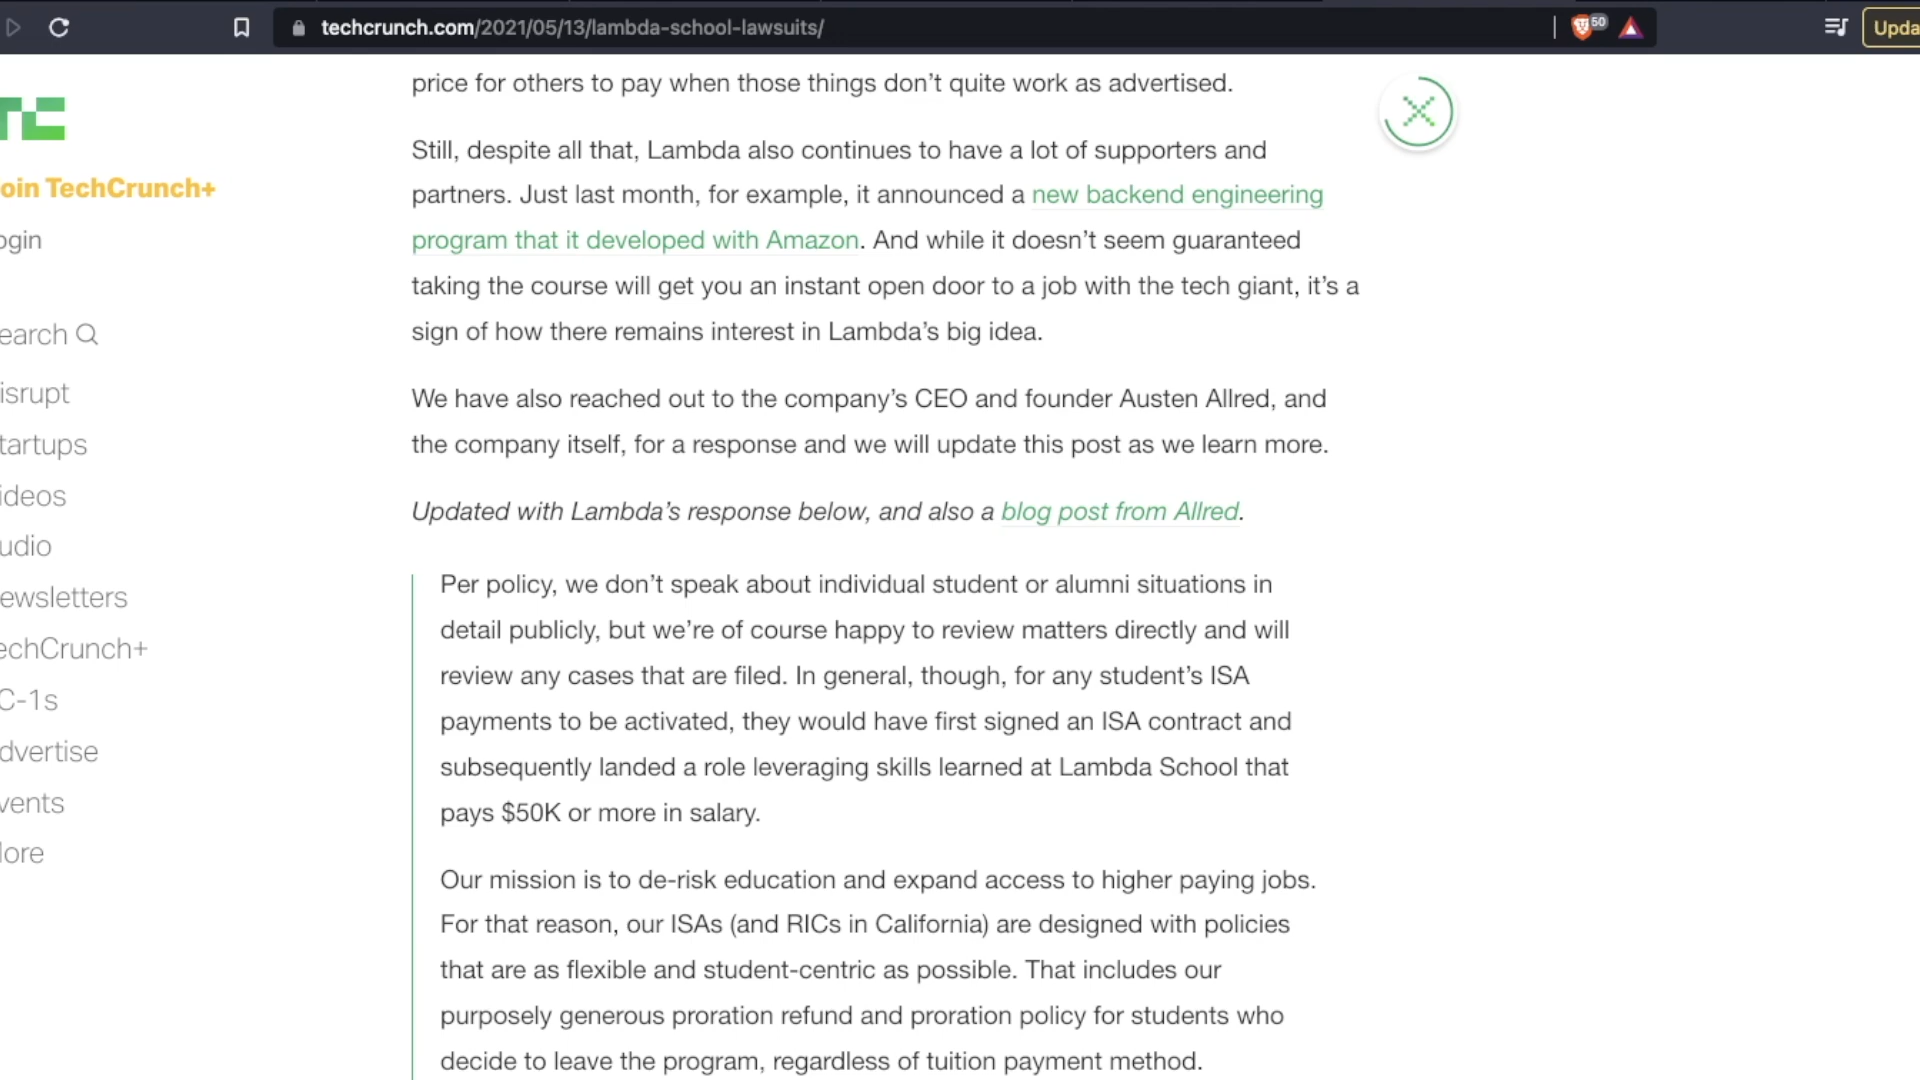 techcrunch.com/2021/05/13/lambda-school-lawsuits/
50
Upda
TC
oin TechCrunch+
ogin
earch
isrupt
tartups
ideos
udio
ewsletters
echCrunch+
C-1s
dvertise
vents
lore
price for others to pay when those things don’t quite work as advertised.
Still, despite all that, Lambda also continues to have a lot of supporters and
partners. Just last month, for example, it announced a new backend engineering
program that it developed with Amazon. And while it doesn’t seem guaranteed
taking the course will get you an instant open door to a job with the tech giant, it’s a
sign of how there remains interest in Lambda’s big idea.
We have also reached out to the company’s CEO and founder Austen Allred, and
the company itself, for a response and we will update this post as we learn more.
Updated with Lambda’s response below, and also a blog post from Allred.
Per policy, we don’t speak about individual student or alumni situations in
detail publicly, but we’re of course happy to review matters directly and will
review any cases that are filed. In general, though, for any student’s ISA
payments to be activated, they would have first signed an ISA contract and
subsequently landed a role leveraging skills learned at Lambda School that
pays $50K or more in salary.
Our mission is to de-risk education and expand access to higher paying jobs.
For that reason, our ISAs (and RICs in California) are designed with policies
that are as flexible and student-centric as possible. That includes our
purposely generous proration refund and proration policy for students who
decide to leave the program, regardless of tuition payment method.